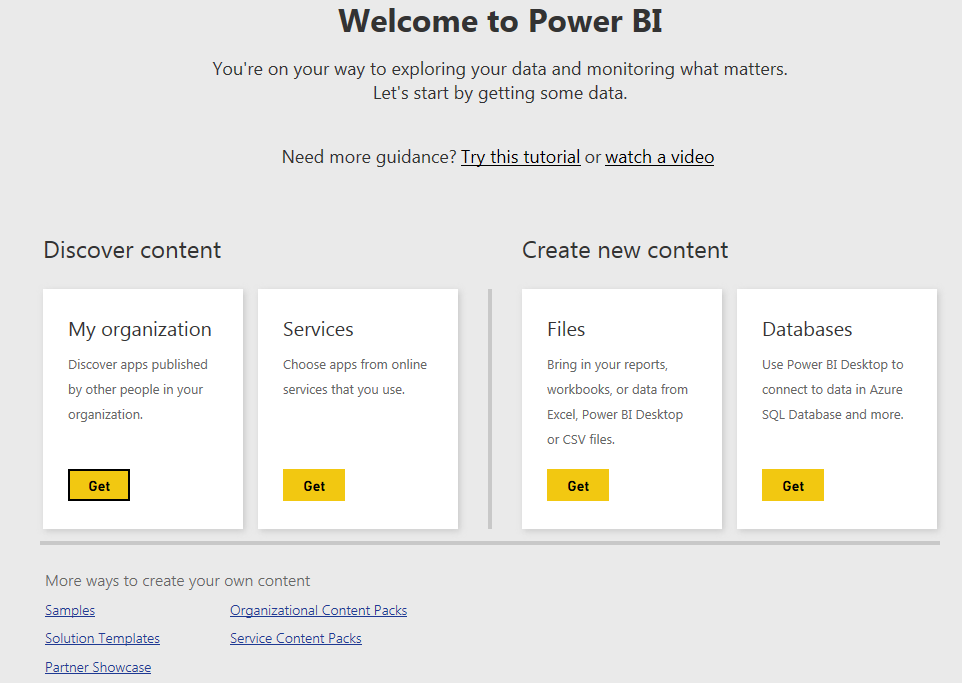 Welcome to Power BI
You're on your way to exploring your data and monitoring what matters.
Let's start by getting some data.
Need more guidance? Try this tutorial or watch a video
Discover content
My organization
Discover apps published
by other people in your
organization.
Get
Services
Choose apps from online
services that you use.
Get
Create new content
Files
Bring in your reports,
workbooks, or data from
Excel, Power BI Desktop
or CSV files.
Get
Databases
Use Power BI Desktop to
connect to data in Azure
SQL Database and more.
Get
More ways to create your own content
Samples
Solution Templates
Partner Showcase
Organizational Content Packs
Service Content Packs